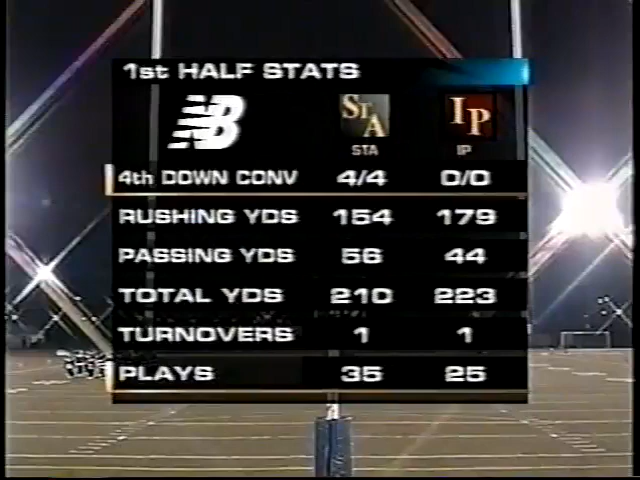 1st HALF STATS
NB
STA IP
STA IP
4th DOWN CONV 4/4 0/0
RUSHING YDS 154 179
PASSING YDS 56 44
TOTAL YDS 210 223
TURNOVERS 1 1
PLAYS 35 25